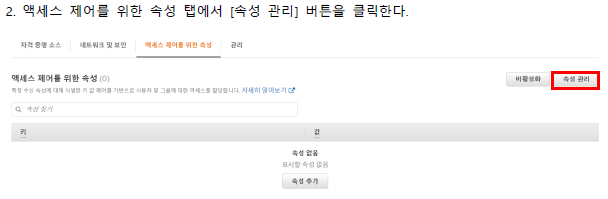 2. 액세스 제어를 위한 속성 탭에서 [속성 관리] 버튼을 클릭한다.
자격 증명 소스 네트워크 및 보안 액세스 제어를 위한 속성 관리
액세스 제어를 위한 속성 (0) 비활성화 속성 관리
특정 수신 속성에 대해 식별한 키 값 페어를 기반으로 사용자 및 그룹에 대한 액세스를 할당합니다. 자세히 알아보기
속성 찾기
키 값
속성 없음
표시할 속성 없음
속성 추가